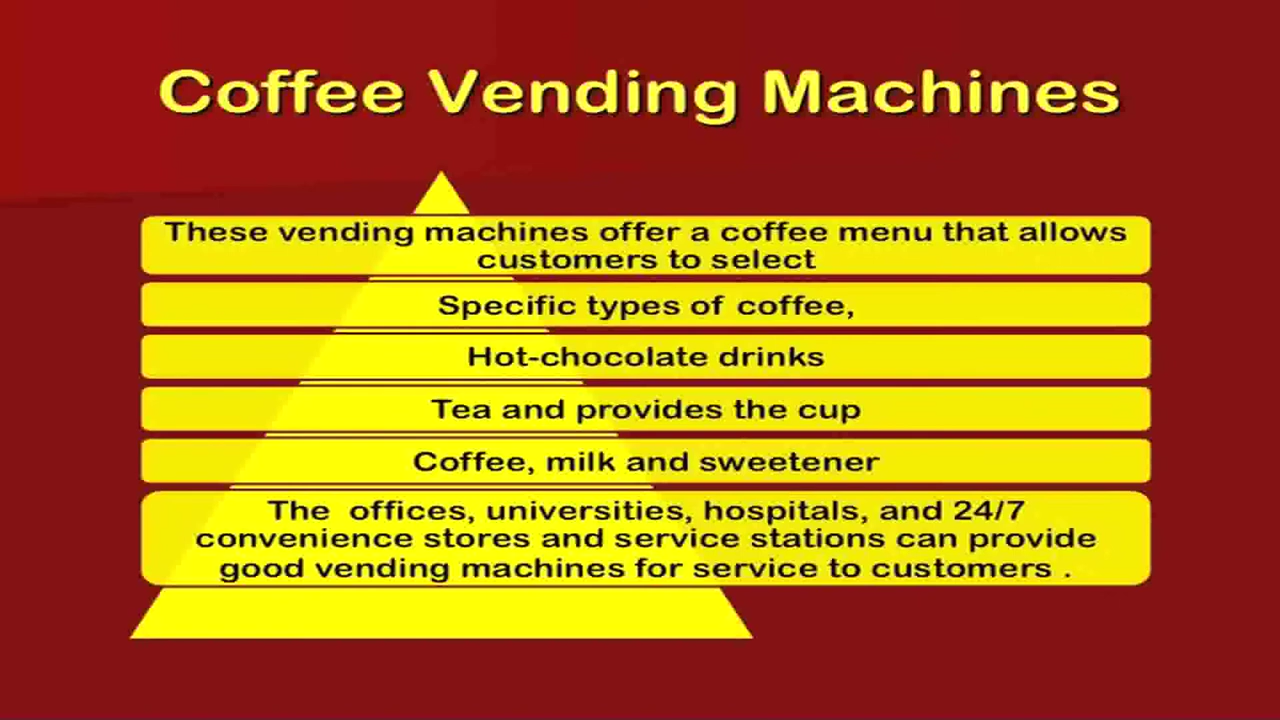 Coffee Vending Machines
These vending machines offer a coffee menu that allows
customers to select
Specific types of coffee,
Hot-chocolate drinks
Tea and provides the cup
Coffee, milk and sweetener
The offices, universities, hospitals, and 24/7
convenience stores and service stations can provide
good vending machines for service to customers .